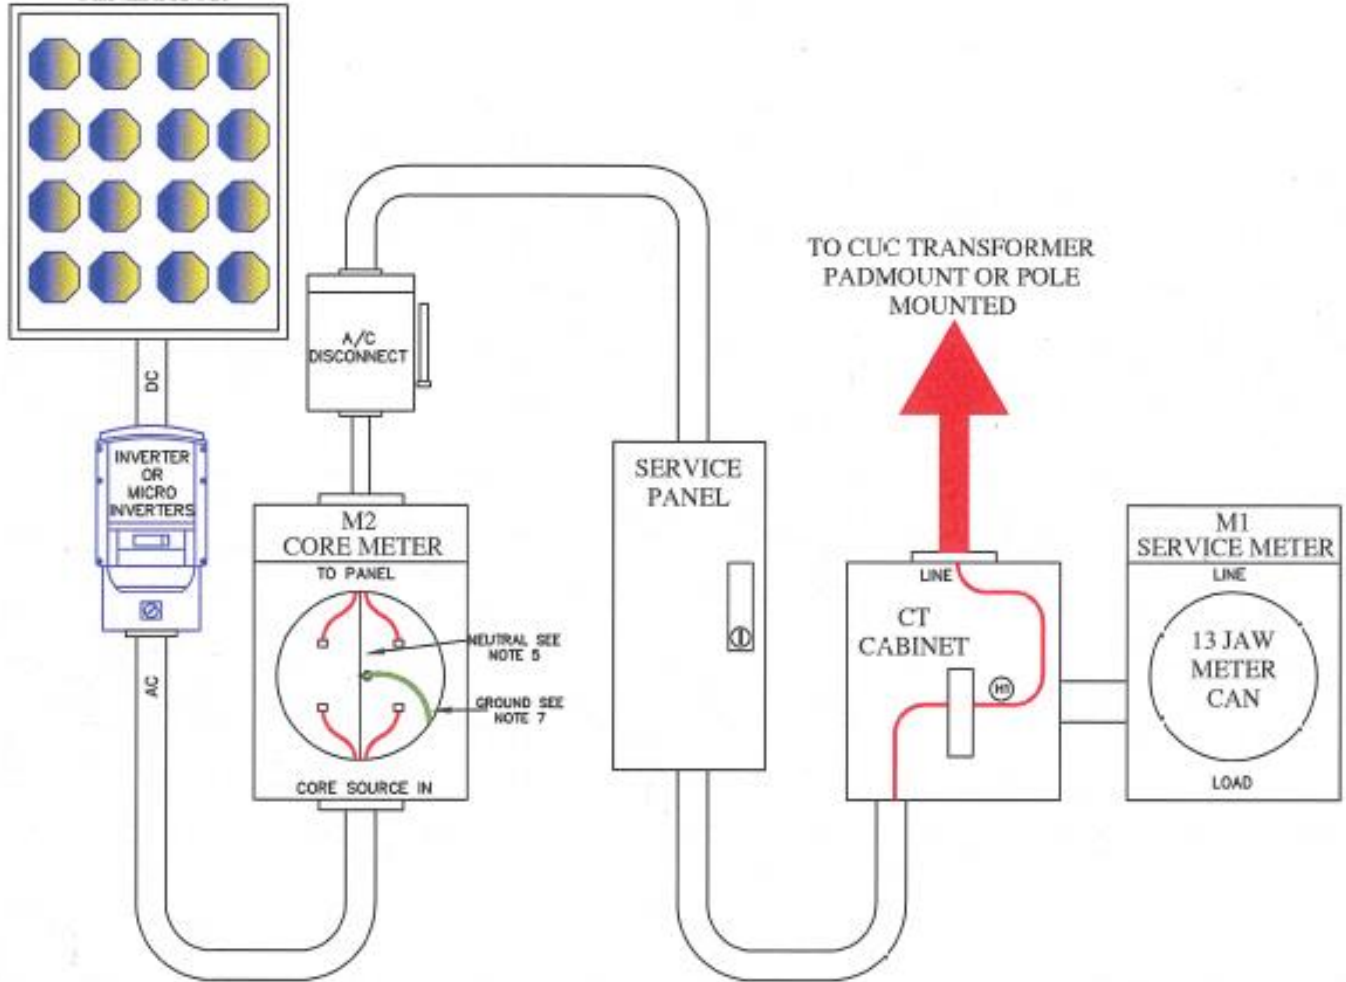 DC
INVERTER
OR
MICRO
INVERTERS
AC
A/C
DISCONNECT
M2
CORE METER
TO PANEL
NEUTRAL SEE
NOTE 5
GROUND SEE
NOTE 7
CORE SOURCE IN
SERVICE
PANEL
TO CUC TRANSFORMER
PADMOUNT OR POLE
MOUNTED
LINE
CT
CABINET
H1
M1
SERVICE METER
LINE
13 JAW
METER
CAN
LOAD